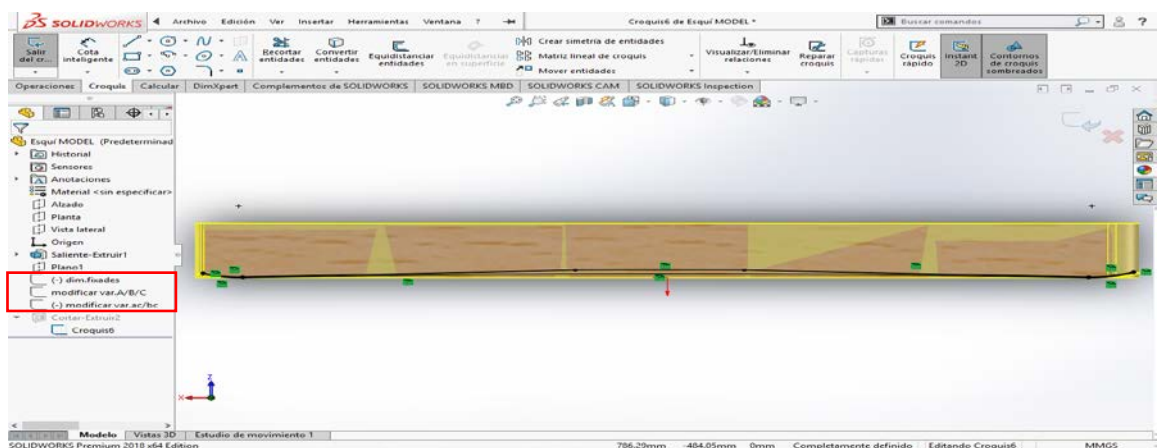 SOLIDWORKS Archivo Edición Ver Insertar Herramientas Ventana ? Croquis6 de Esquí MODEL * Buscar comandos ?
Salir del cr... Cota inteligente Recortar entidades Convertir entidades Equidistanciar entidades Equidistanciar en superficie Crear simetría de entidades Visualizar/Eliminar relaciones Reparar croquis Capturas rápidas Croquis rápido Instant 2D Contornos de croquis sombreados
Matriz lineal de croquis
Mover entidades
Operaciones Croquis Calcular DimXpert Complementos de SOLIDWORKS SOLIDWORKS MBD SOLIDWORKS CAM SOLIDWORKS Inspection
Esquí MODEL (Predeterminad
Historial
Sensores
Anotaciones
Material <sin especificar>
Alzado
Planta
Vista lateral
Origen
Saliente-Extruir1
Plano1
(-) dim.fixades
modificar var.A/B/C
(-) modificar var.ac/bc
Cortar-Extruir2
Croquis6
Z
Modelo Vistas 3D Estudio de movimiento 1
SOLIDWORKS Premium 2018 x64 Edition 786.29mm -484.05mm 0mm Completamente definido Editando Croquis6 MMGS